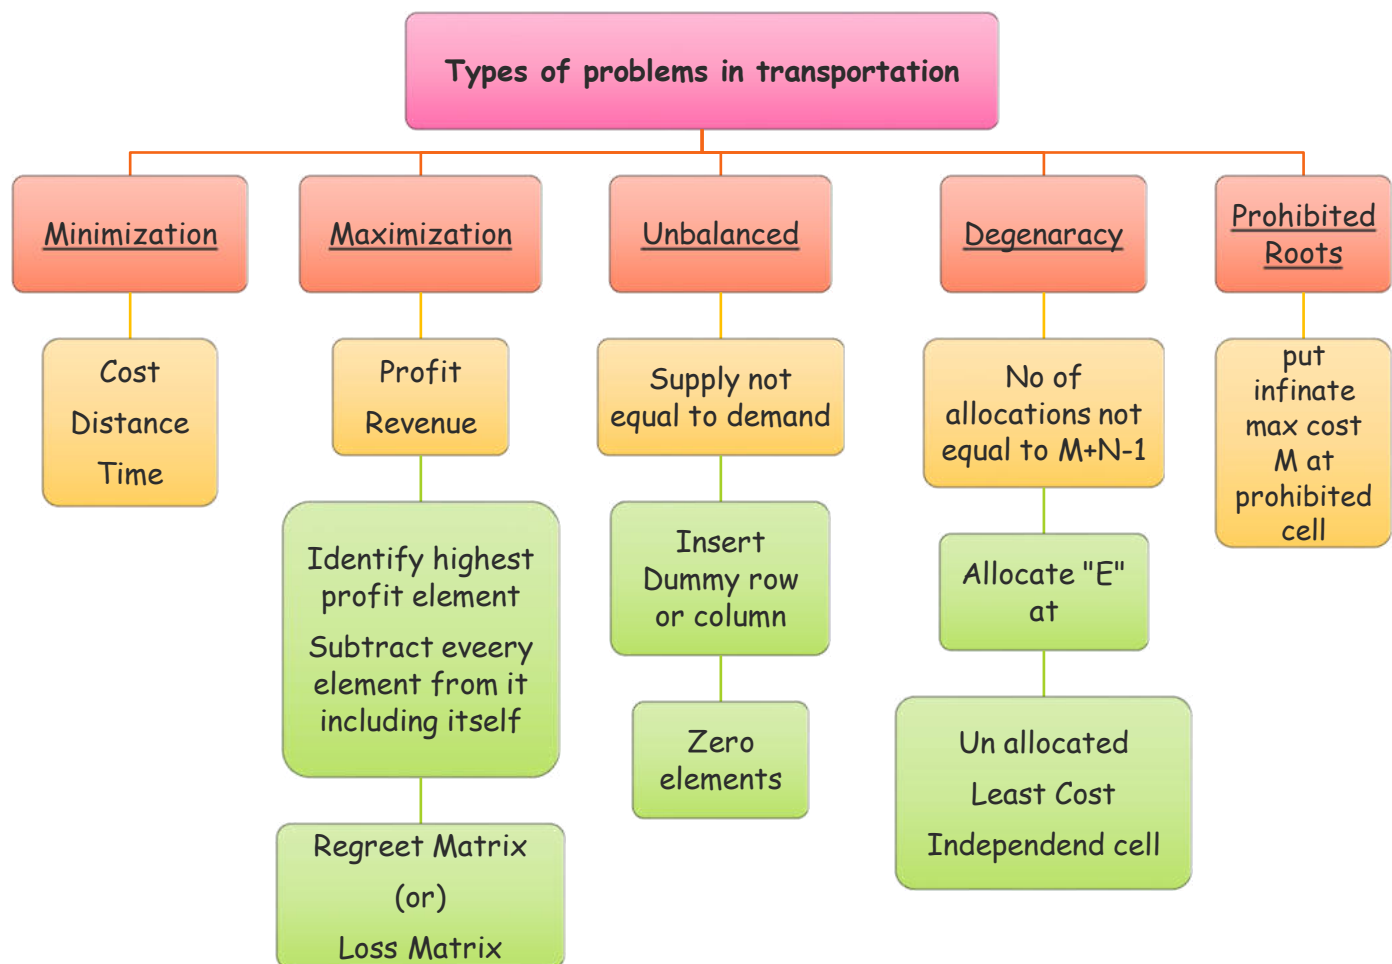 Types of problems in transportation
Minimization
Maximization
Unbalanced
Degenaracy
Prohibited
Roots
Cost
Distance
Time
Profit
Revenue
Identify highest
profit element
Subtract eveery
element from it
including itself
Regreet Matrix
(or)
Loss Matrix
Supply not
equal to demand
Insert
Dummy row
or column
Zero
elements
No of
allocations not
equal to M+N-1
Allocate "E"
at
Un allocated
Least Cost
Independend cell
put
infinate
max cost
M at
prohibited
cell